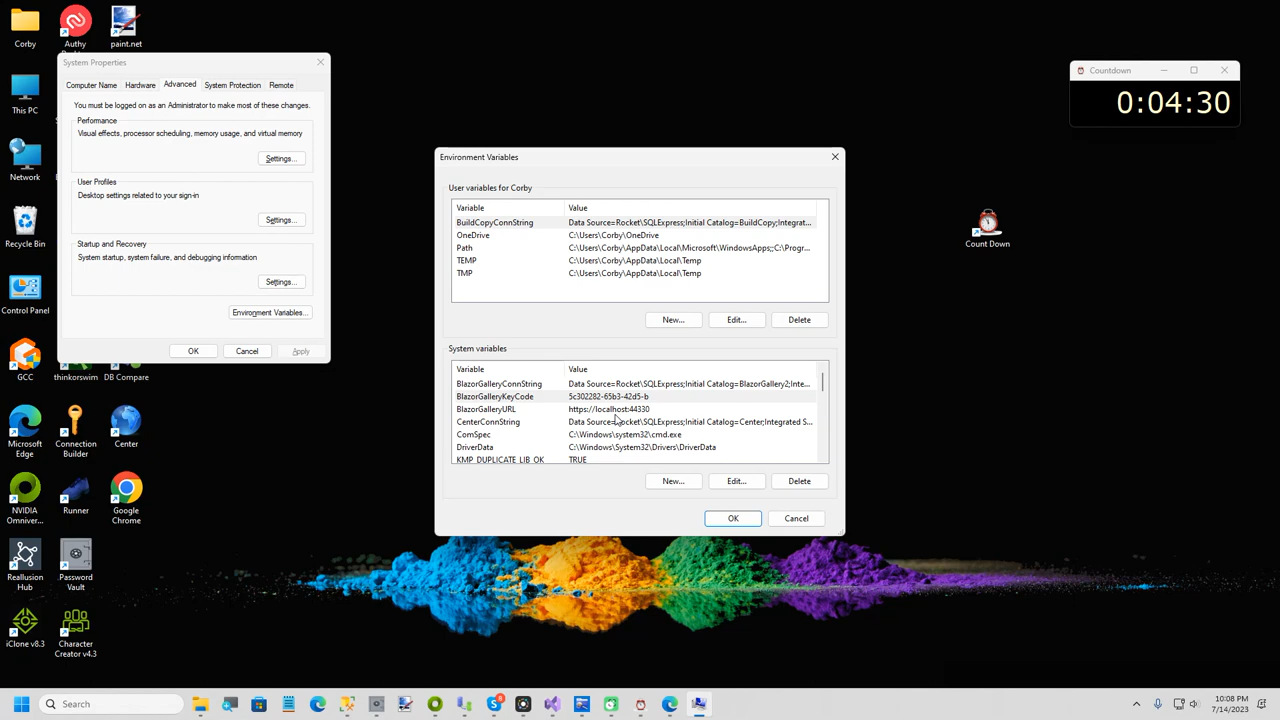 Corby
Authy
paint.net
This PC
Network
Recycle Bin
Control Panel
GCC
thinkorswim
DB Compare
Microsoft
Edge
Connection
Builder
Center
NVIDIA
Omniver...
Runner
Google
Chrome
Reallusion
Hub
Password
Vault
iClone v8.3
Character
Creator v4.3
System Properties
Computer Name
Hardware
Advanced
System Protection
Remote
You must be logged on as an Administrator to make most of these changes.
Performance
Visual effects, processor scheduling, memory usage, and virtual memory
Settings...
User Profiles
Desktop settings related to your sign-in
Settings...
Startup and Recovery
System startup, system failure, and debugging information
Settings...
Environment Variables...
OK
Cancel
Apply
Environment Variables
User variables for Corby
Variable Value
BuildCopyConnString Data Source=Rocket\SQLExpress;Initial Catalog=BuildCopy;Integrat...
OneDrive C:\Users\Corby\OneDrive
Path C:\Users\Corby\AppData\Local\Microsoft\WindowsApps;;C:\Progr...
TEMP C:\Users\Corby\AppData\Local\Temp
TMP C:\Users\Corby\AppData\Local\Temp
New... Edit... Delete
System variables
Variable Value
BlazorGalleryConnString Data Source=Rocket\SQLExpress;Initial Catalog=BlazorGallery2;Inte...
BlazorGalleryKeyCode 5c302282-65b3-42d5-b
BlazorGalleryURL https://localhost:44330
CenterConnString Data Source=Rocket\SQLExpress;Initial Catalog=Center;Integrated S...
ComSpec C:\Windows\system32\cmd.exe
DriverData C:\Windows\System32\Drivers\DriverData
KMP_DUPLICATE_LIB_OK TRUE
New... Edit... Delete
OK Cancel
Countdown
0:04:30
Count Down
Search
8
10:08 PM
7/14/2023